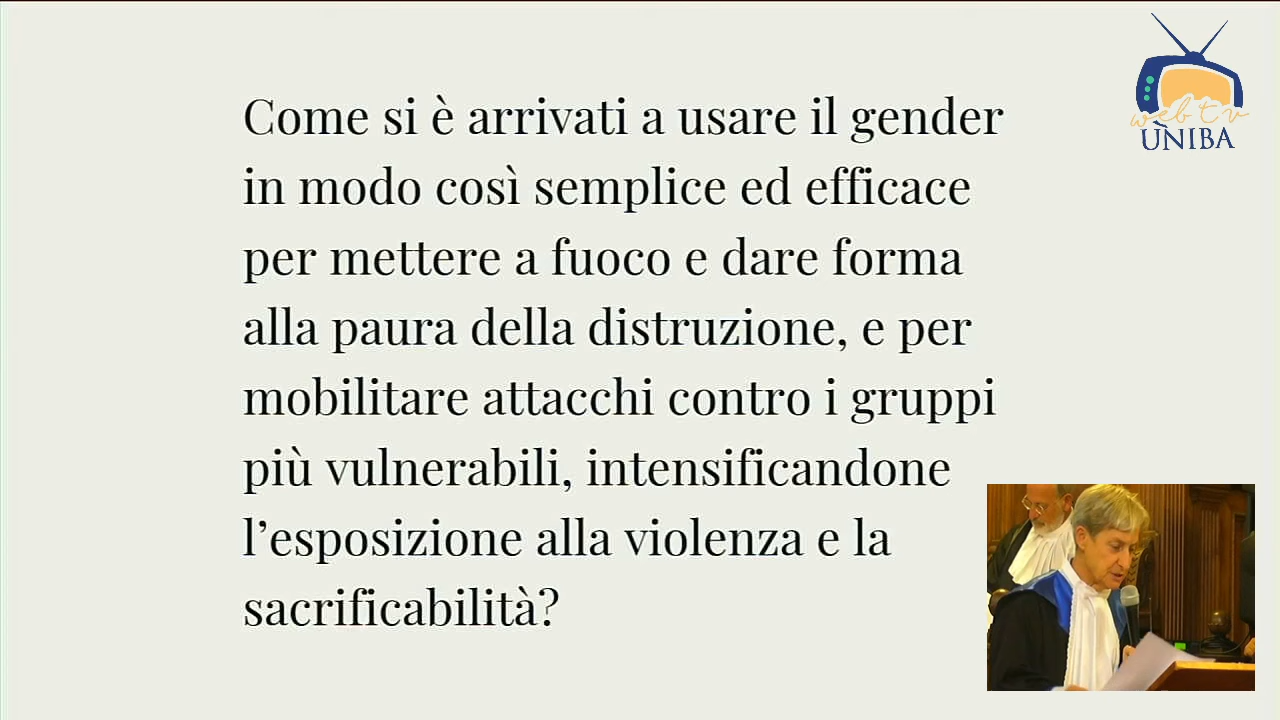 Come si è arrivati a usare il gender
in modo così semplice ed efficace
per mettere a fuoco e dare forma
alla paura della distruzione, e per
mobilitare attacchi contro i gruppi
più vulnerabili, intensificandone
l’esposizione alla violenza e la
sacrificabilità?
web tv
UNIBA